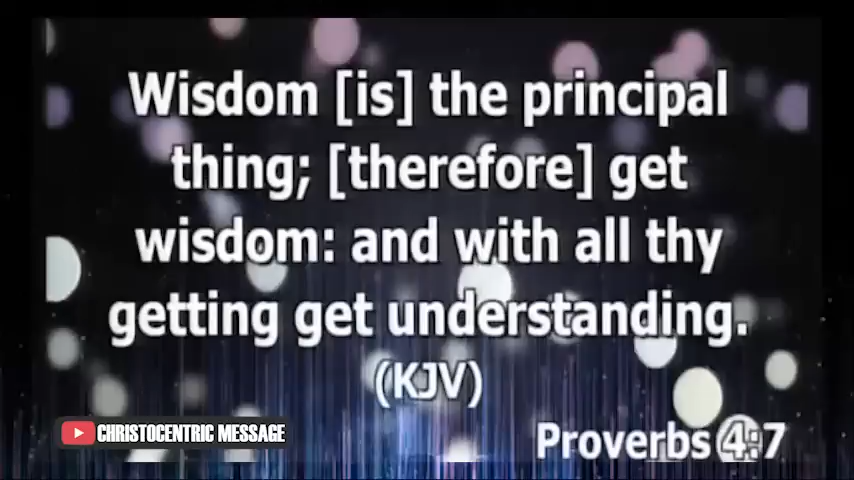 Wisdom [is] the principal
thing; [therefore] get
wisdom: and with all thy
getting get understanding.
(KJV)
CHRISTOCENTRIC MESSAGE
Proverbs 4:7